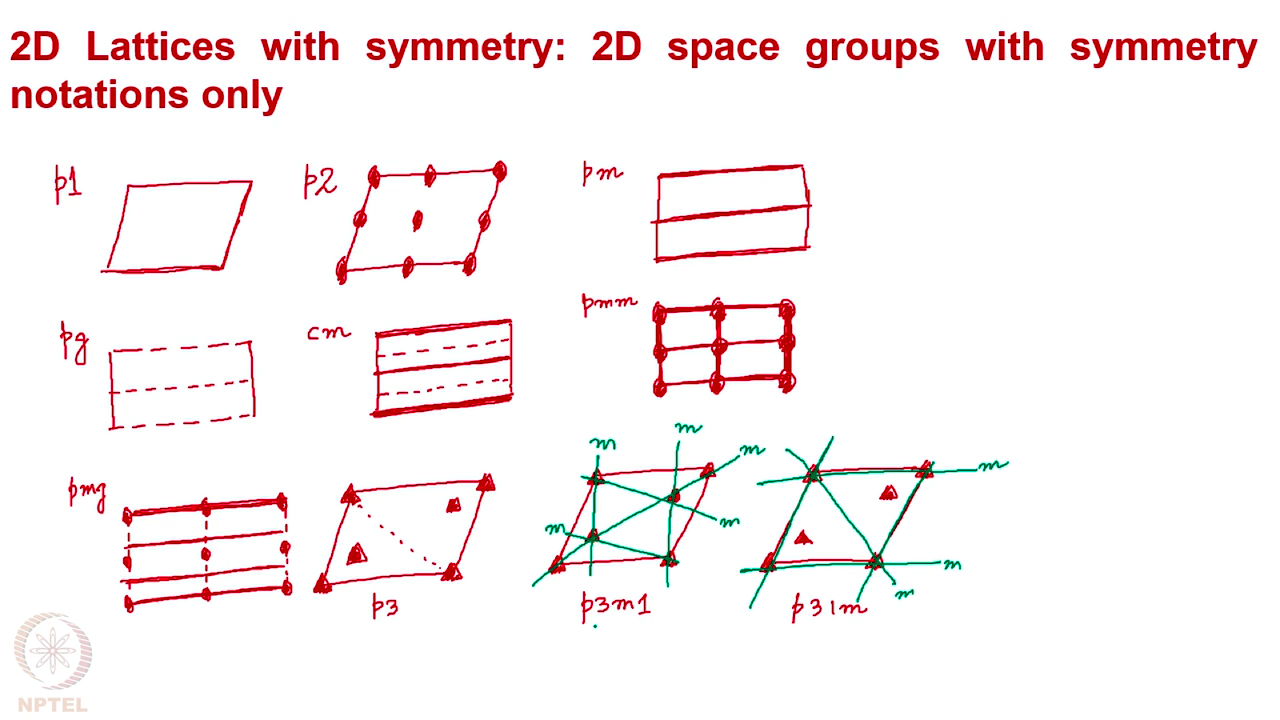 2D Lattices with symmetry: 2D space groups with symmetry
notations only
p1
p2
pm
pg
cm
pmm
m
m
m
m
m
pmg
m
m
m
p3
p3m1
p31m
NPTEL